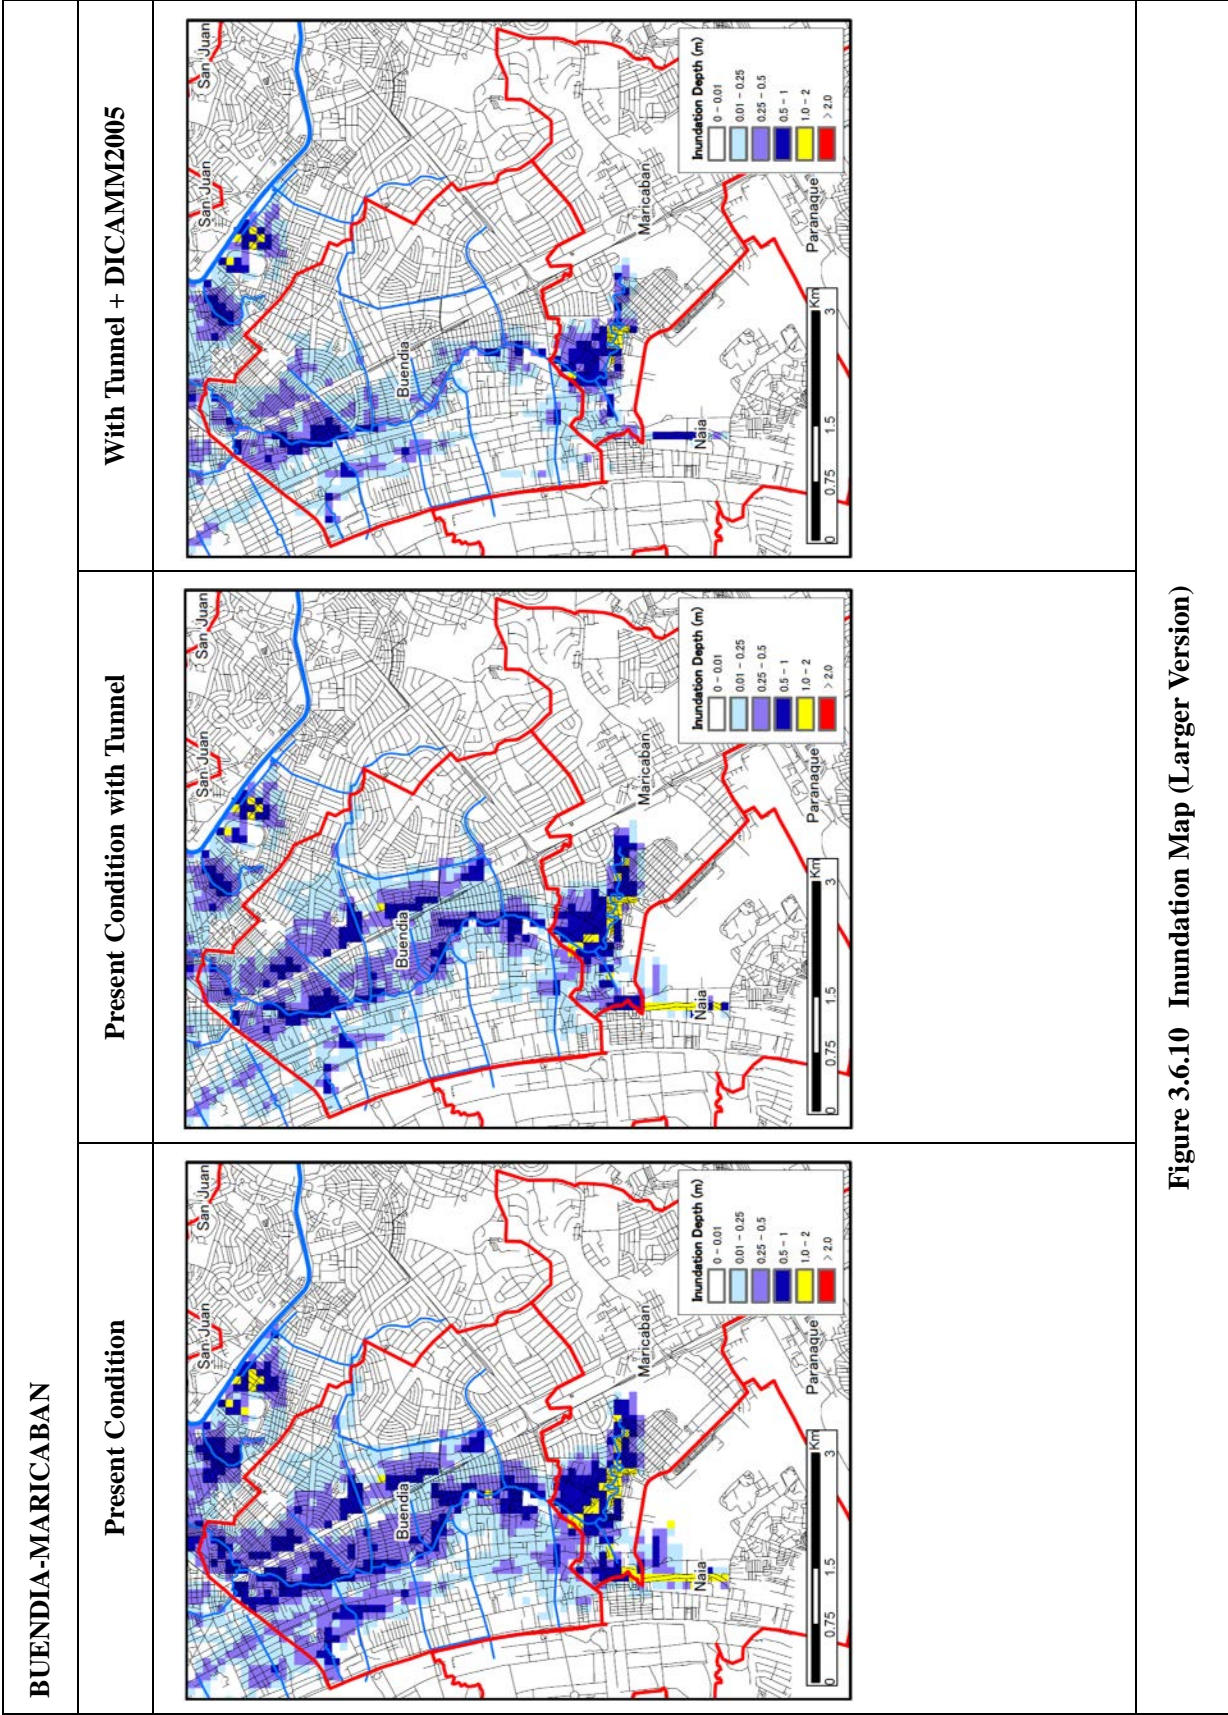 BUENDIA-MARICABAN
Present Condition
Present Condition with Tunnel
With Tunnel + DICAMM2005
San Juan
San Juan
Buendia
Maricaban
Naia
Paranaque
Inundation Depth (m)
0 - 0.01
0.01 - 0.25
0.25 - 0.5
0.5 - 1
1.0 - 2
> 2.0
0 0.75 1.5 3
Km
San Juan
San Juan
Buendia
Maricaban
Naia
Paranaque
Inundation Depth (m)
0 - 0.01
0.01 - 0.25
0.25 - 0.5
0.5 - 1
1.0 - 2
> 2.0
0 0.75 1.5 3
Km
San Juan
San Juan
Buendia
Maricaban
Naia
Paranaque
Inundation Depth (m)
0 - 0.01
0.01 - 0.25
0.25 - 0.5
0.5 - 1
1.0 - 2
> 2.0
0 0.75 1.5 3
Km
Figure 3.6.10 Inundation Map (Larger Version)